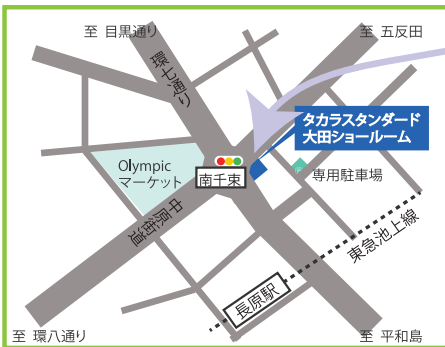 至 目黒通り
至 五反田
環七通り
タカラスタンダード
大田ショールーム
Olympic
マーケット
南千束
専用駐車場
中原街道
東急池上線
長原駅
至 環八通り
至 平和島